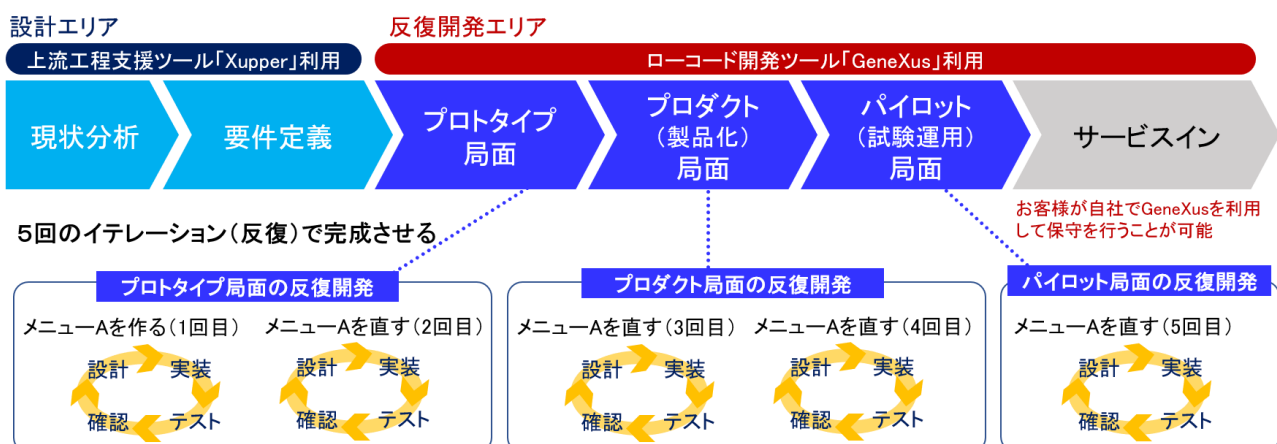 設計エリア
反復開発エリア
上流工程支援ツール「Xupper」利用
ローコード開発ツール「GeneXus」利用
現状分析
要件定義
プロトタイプ
局面
プロダクト
(製品化)
局面
パイロット
(試験運用)
局面
サービスイン
5回のイテレーション(反復)で完成させる
お客様が自社でGeneXusを利用
して保守を行うことが可能
プロトタイプ局面の反復開発
メニューAを作る(1回目)
設計 実装
確認 テスト
メニューAを直す(2回目)
設計 実装
確認 テスト
プロダクト局面の反復開発
メニューAを直す(3回目)
設計 実装
確認 テスト
メニューAを直す(4回目)
設計 実装
確認 テスト
パイロット局面の反復開発
メニューAを直す(5回目)
設計 実装
確認 テスト